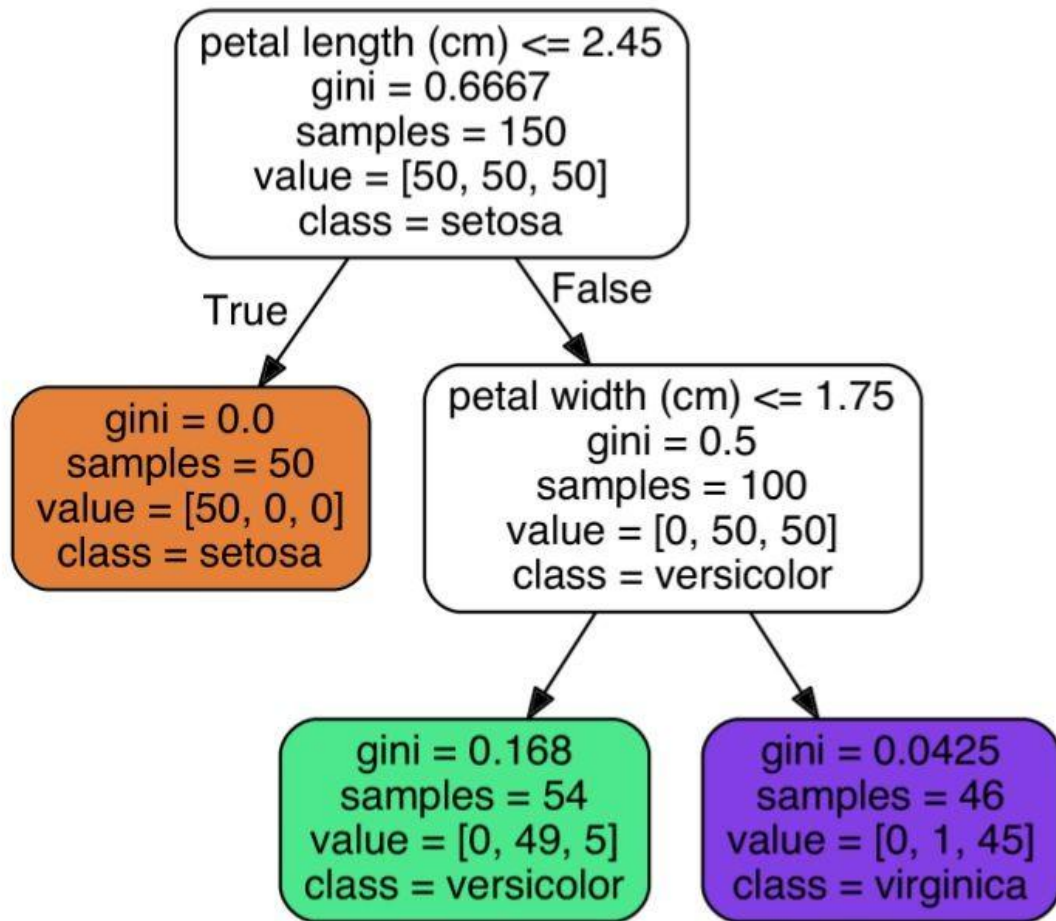 petal length (cm) <= 2.45
gini = 0.6667
samples = 150
value = [50, 50, 50]
class = setosa
True
False
gini = 0.0
samples = 50
value = [50, 0, 0]
class = setosa
petal width (cm) <= 1.75
gini = 0.5
samples = 100
value = [0, 50, 50]
class = versicolor
gini = 0.168
samples = 54
value = [0, 49, 5]
class = versicolor
gini = 0.0425
samples = 46
value = [0, 1, 45]
class = virginica